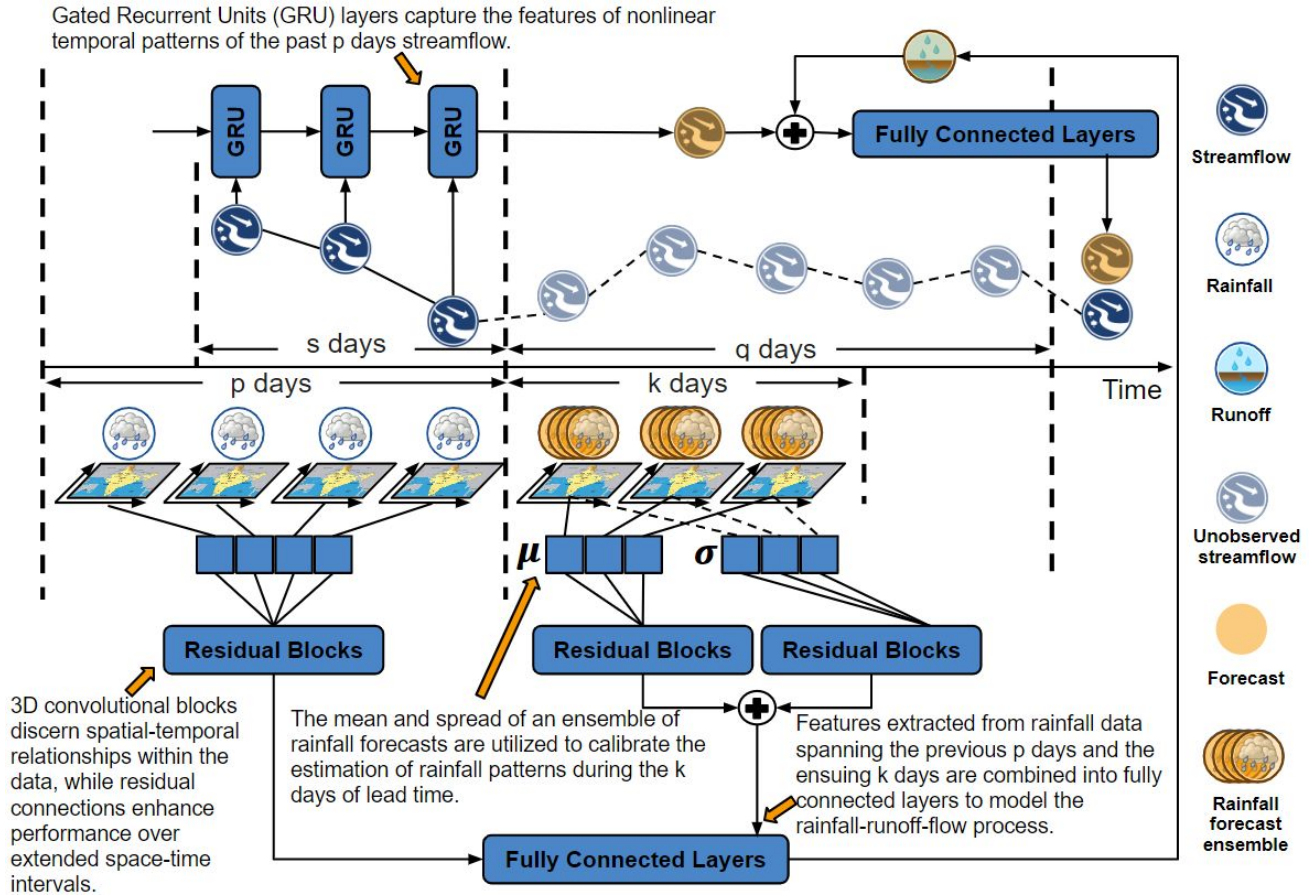 Gated Recurrent Units (GRU) layers capture the features of nonlinear
temporal patterns of the past p days streamflow.
GRU
GRU
GRU
Fully Connected Layers
s days
q days
p days
k days
Time
μ
σ
Residual Blocks
Residual Blocks
Residual Blocks
3D convolutional blocks
discern spatial-temporal
relationships within the
data, while residual
connections enhance
performance over
extended space-time
intervals.
The mean and spread of an ensemble of
rainfall forecasts are utilized to calibrate the
estimation of rainfall patterns during the k
days of lead time.
Features extracted from rainfall data
spanning the previous p days and the
ensuing k days are combined into fully
connected layers to model the
rainfall-runoff-flow process.
Fully Connected Layers
Streamflow
Rainfall
Runoff
Unobserved
streamflow
Forecast
Rainfall
forecast
ensemble